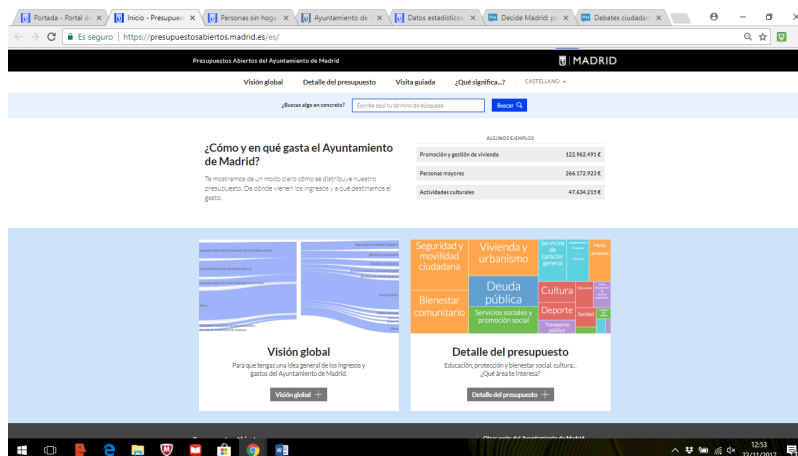 Portada - Portal d
Inicio - Presupuest
Personas sin hoga
Ayuntamiento de
Datos estadísticos
Decide Madrid: po
Debates ciudadan
Es seguro
https://presupuestosabiertos.madrid.es/es/
Presupuestos Abiertos del Ayuntamiento de Madrid
MADRID
Visión global
Detalle del presupuesto
Visita guiada
¿Qué significa...?
CASTELLANO
¿Buscas algo en concreto?
Escribe aquí tu término de búsqueda
Buscar
¿Cómo y en qué gasta el Ayuntamiento
de Madrid?
Te mostramos de un modo claro cómo se distribuye nuestro
presupuesto. De dónde vienen los ingresos y a qué destinamos el
gasto.
ALGUNOS EJEMPLOS
Promoción y gestión de vivienda 122.962.491 €
Personas mayores 266.172.923 €
Actividades culturales 47.634.215 €
Seguridad y
movilidad
ciudadana
Vivienda y
urbanismo
Servicios
de
carácter
general
Medio
ambiente
Bienestar
comunitario
Deuda
pública
Servicios sociales y
promoción social
Cultura
Deporte
Sanidad
Transporte
público
Visión global
Para que tengas una idea general de los ingresos y
gastos del Ayuntamiento de Madrid.
Visión global +
Detalle del presupuesto
Educación, protección y bienestar social, cultura...
¿Qué área te interesa?
Detalle del presupuesto +
12:53
23/11/2017